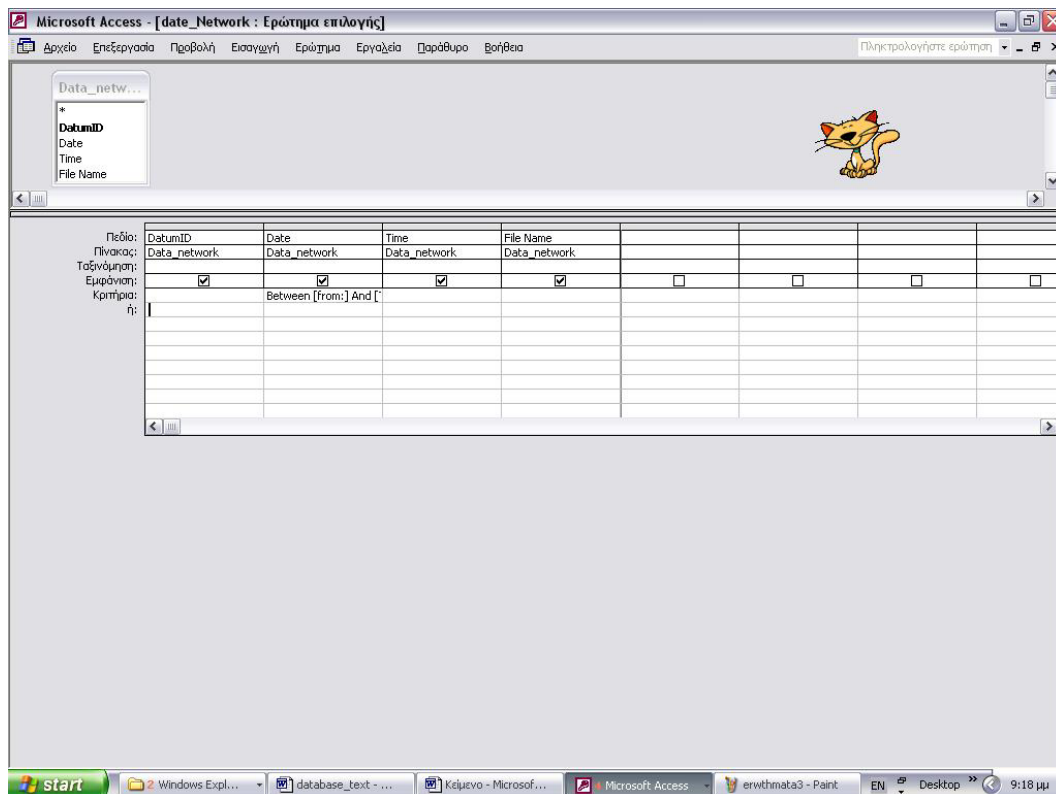 Microsoft Access - [date_Network : Ερώτημα επιλογής]
Αρχείο Επεξεργασία Προβολή Εισαγωγή Ερώτημα Εργαλεία Παράθυρο Βοήθεια Πληκτρολογήστε ερώτηση
Data_netw...
*
DatumID
Date
Time
File Name
Πεδίο: DatumID Date Time File Name
Πίνακας: Data_network Data_network Data_network Data_network
Ταξινόμηση:
Εμφάνιση:
Κριτήρια: Between [from:] And [
ή:
start 2 Windows Expl... database_text - ... Κείμενο - Microsof... Microsoft Access erwthmata3 - Paint EN Desktop » 9:18 μμ